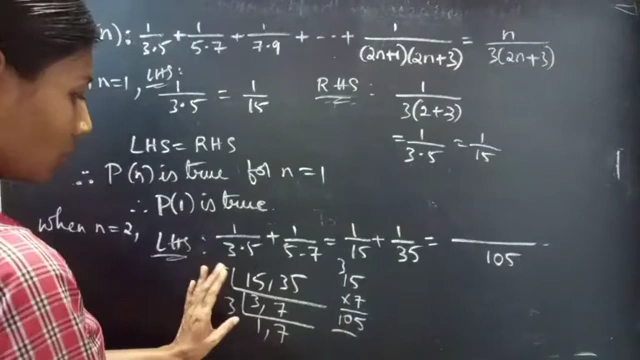 (n): 1/3·5 + 1/5·7 + 1/7·9 + ··· + 1/(2n+1)(2n+3) = n/3(2n+3)
n=1, LHS: 1/3·5 = 1/15 RHS: 1/3(2+3)
= 1/3·5 = 1/15
LHS = RHS
∴ P(n) is true for n=1
∴ P(1) is true
when n=2, LHS: 1/3·5 + 1/5·7 = 1/15 + 1/35 = /105
15, 35
3 3, 7
1, 7
3
15
×7
105